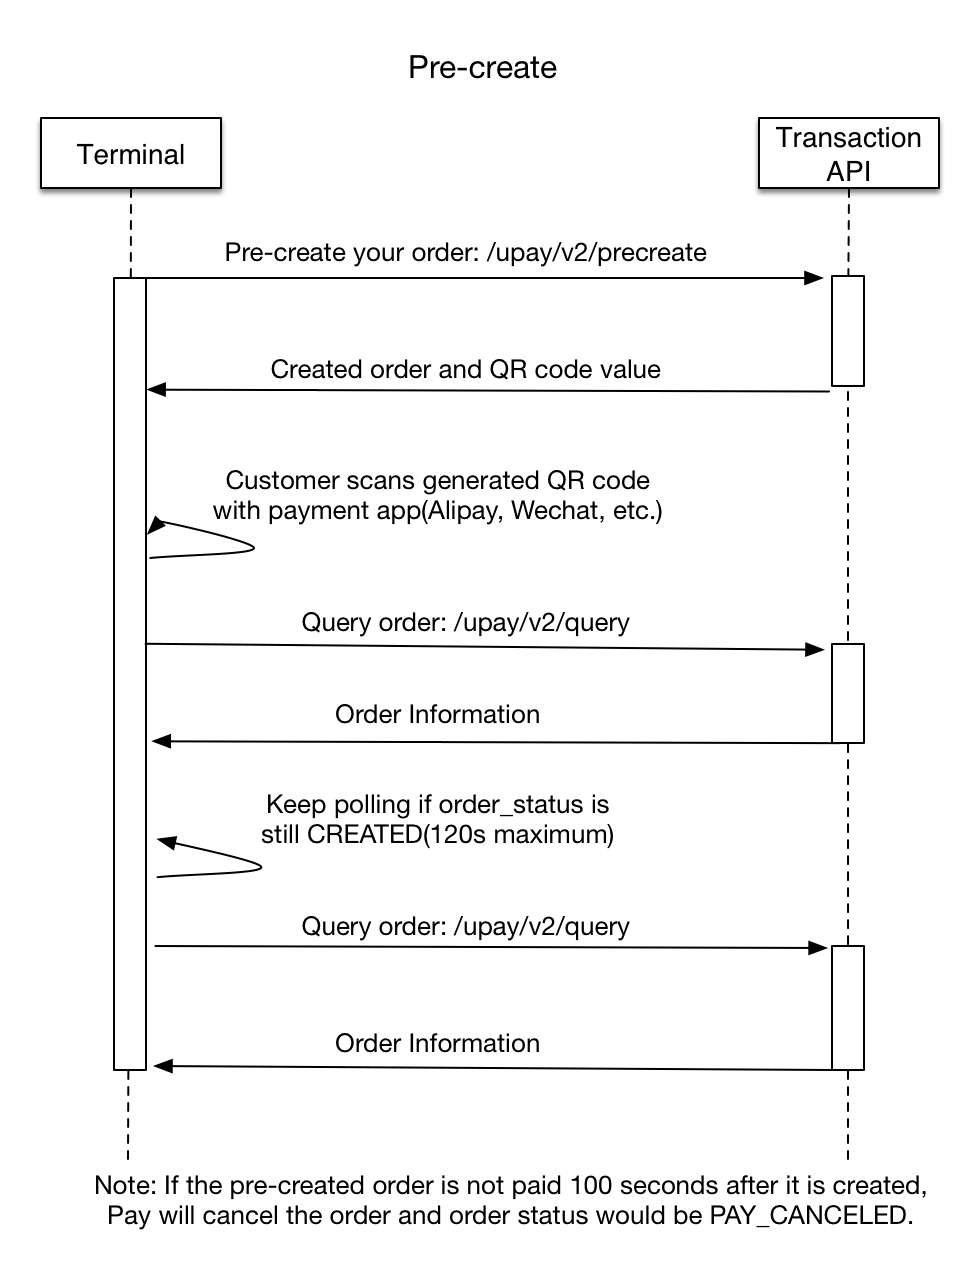 Pre-create
Terminal
Transaction
API
Pre-create your order: /upay/v2/precreate
Created order and QR code value
Customer scans generated QR code
with payment app(Alipay, Wechat, etc.)
Query order: /upay/v2/query
Order Information
Keep polling if order_status is
still CREATED(120s maximum)
Query order: /upay/v2/query
Order Information
Note: If the pre-created order is not paid 100 seconds after it is created,
Pay will cancel the order and order status would be PAY_CANCELED.